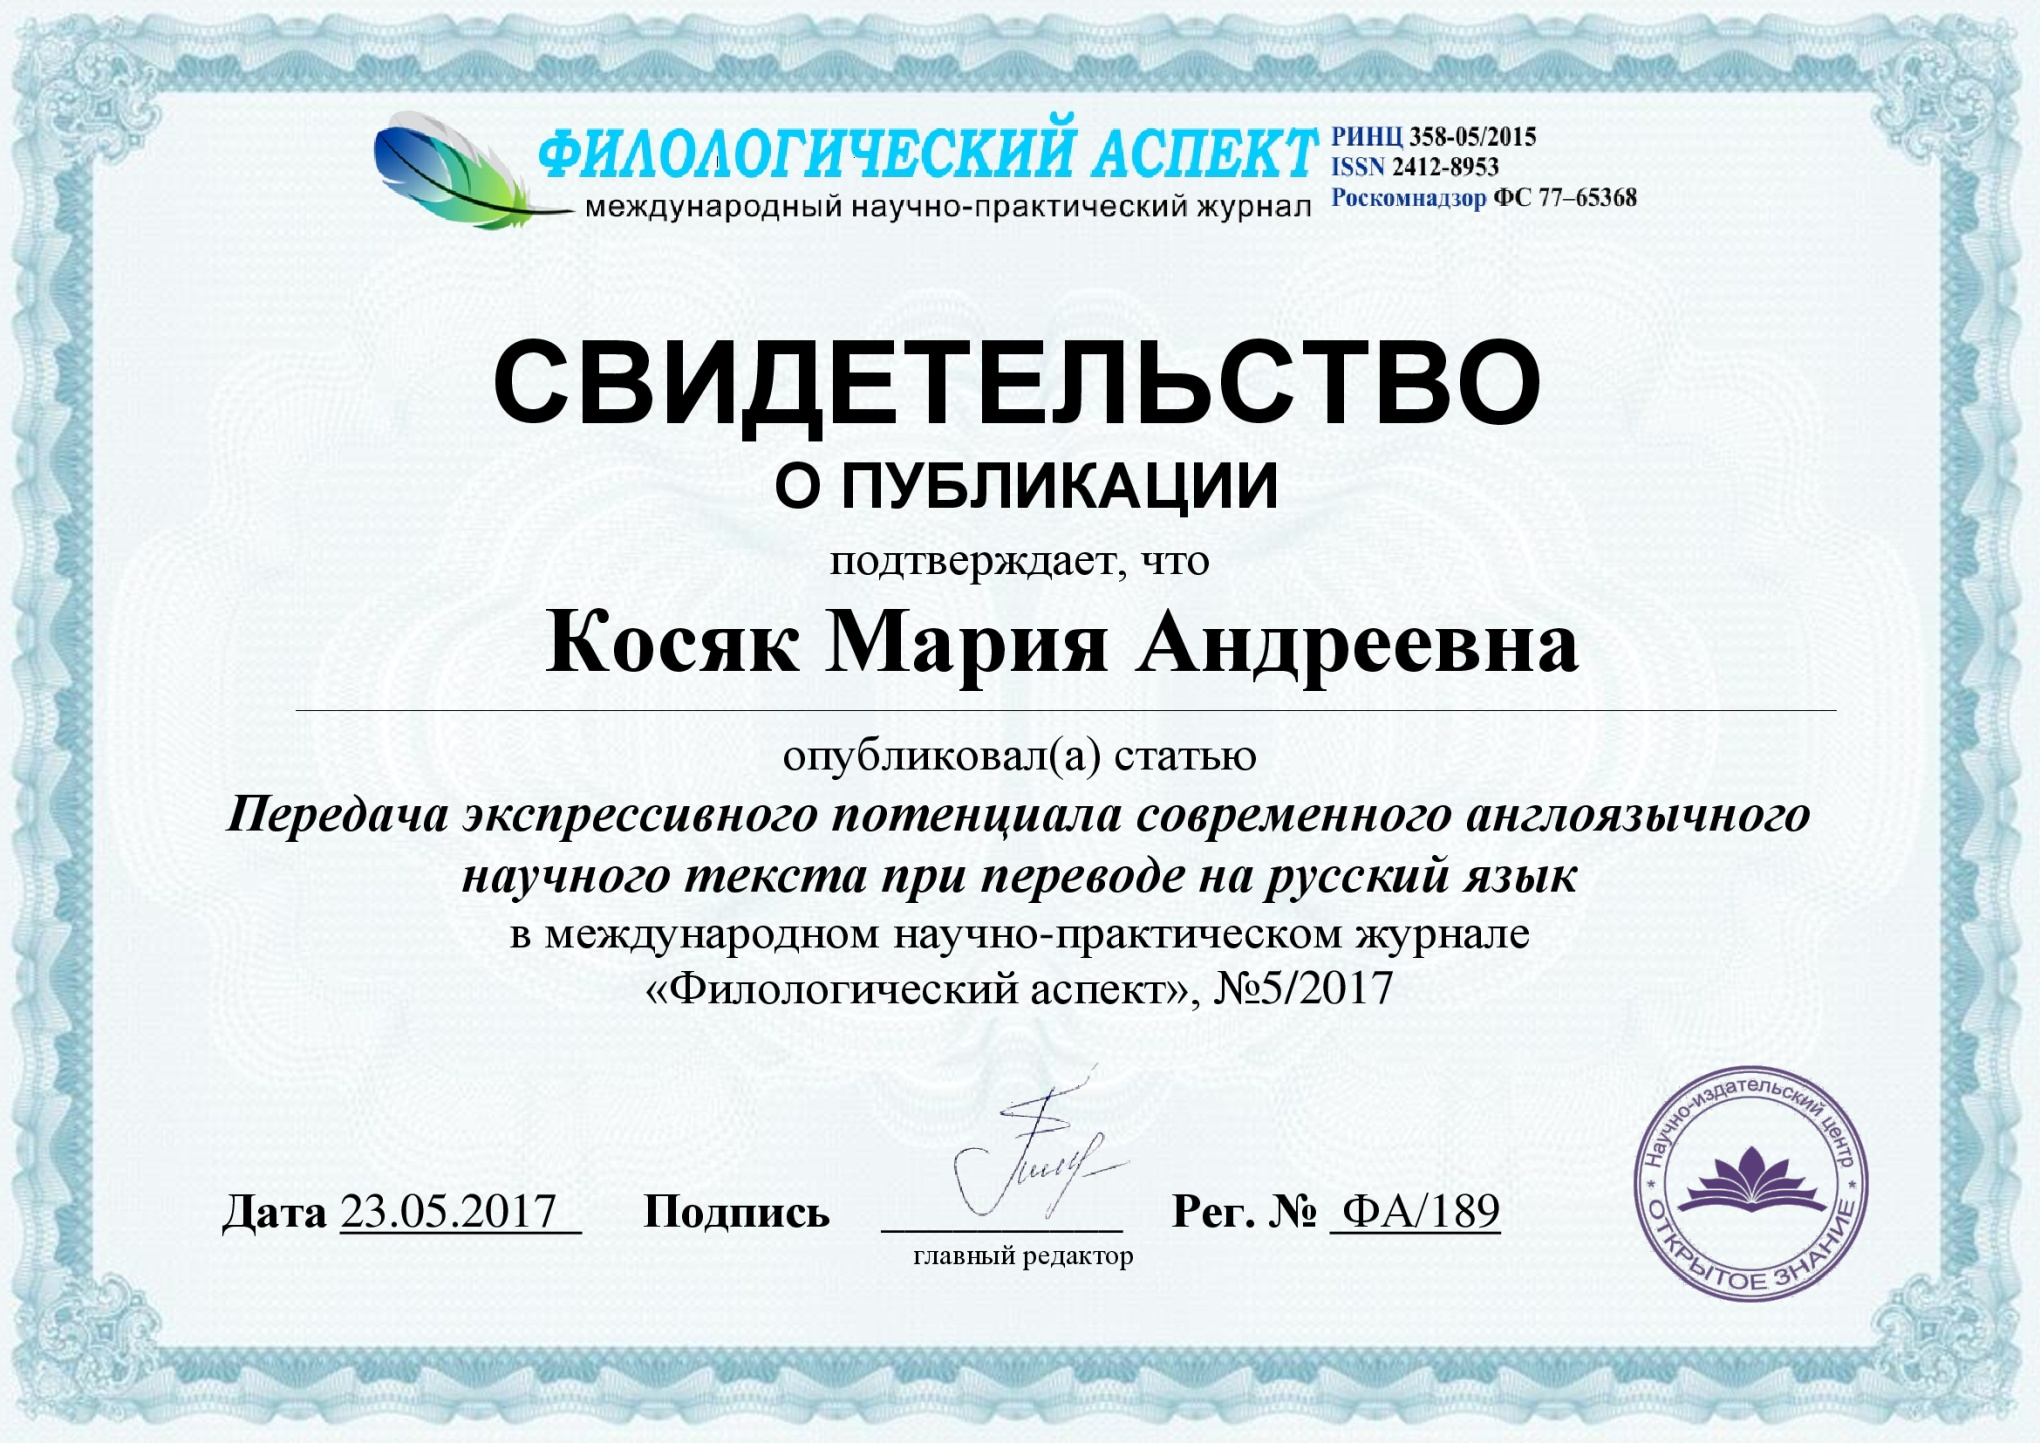 ФИЛОЛОГИЧЕСКИЙ АСПЕКТ
международный научно-практический журнал
РИНЦ 358-05/2015
ISSN 2412-8953
Роскомнадзор ФС 77–65368
СВИДЕТЕЛЬСТВО
О ПУБЛИКАЦИИ
подтверждает, что
Косяк Мария Андреевна
опубликовал(а) статью
Передача экспрессивного потенциала современного англоязычного
научного текста при переводе на русский язык
в международном научно-практическом журнале
«Филологический аспект», №5/2017
Дата 23.05.2017 Подпись Рег. № ФА/189
главный редактор
Научно-издательский центр
* ОТКРЫТОЕ ЗНАНИЕ *